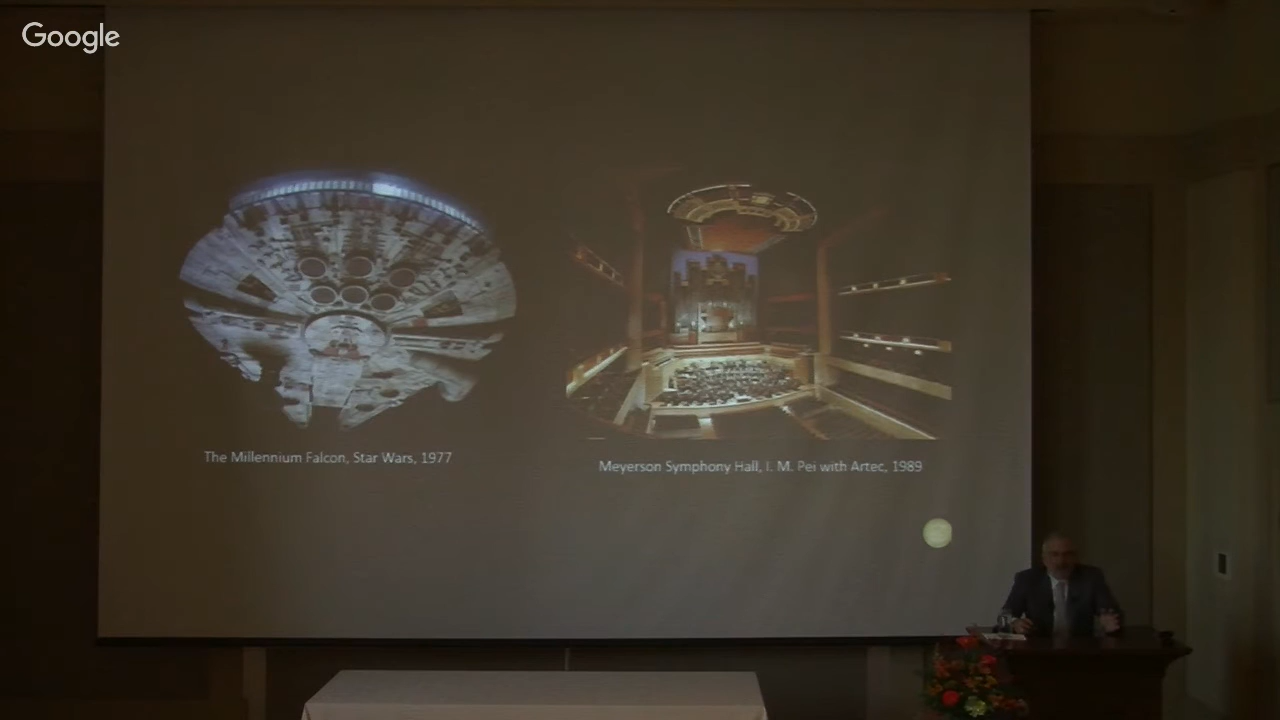 Google
The Millennium Falcon, Star Wars, 1977
Meyerson Symphony Hall, I. M. Pei with Artec, 1989